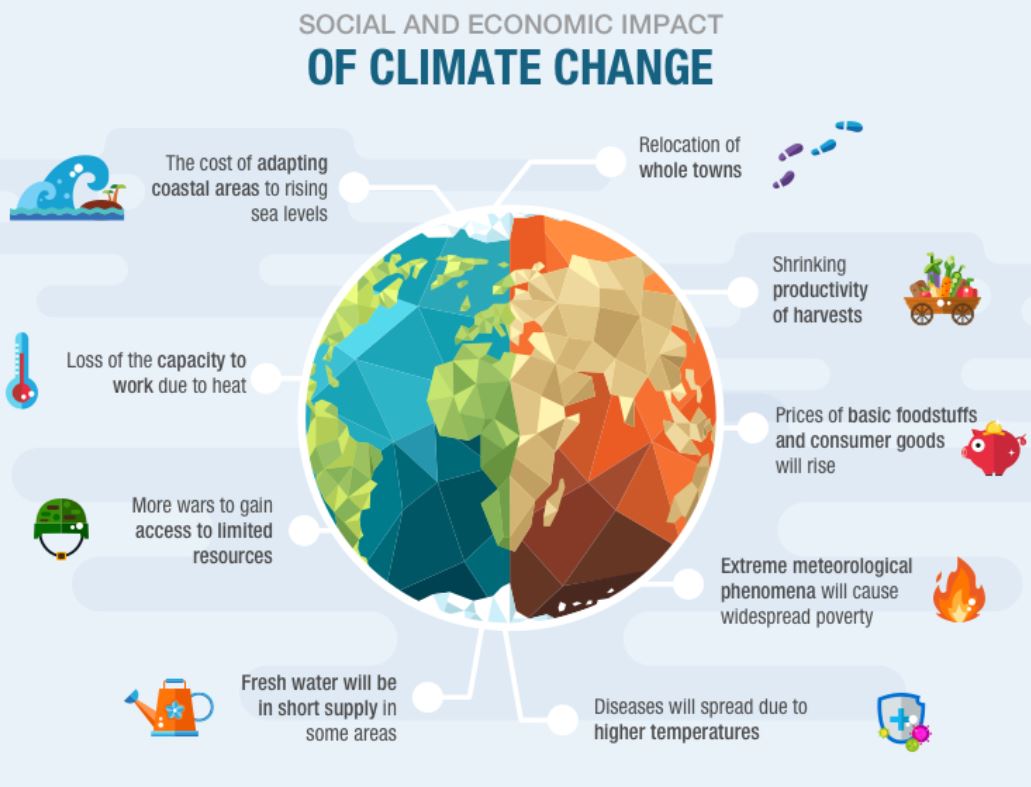 SOCIAL AND ECONOMIC IMPACT
OF CLIMATE CHANGE
The cost of adapting
coastal areas to rising
sea levels
Relocation of
whole towns
Shrinking
productivity
of harvests
Loss of the capacity to
work due to heat
Prices of basic foodstuffs
and consumer goods
will rise
More wars to gain
access to limited
resources
Extreme meteorological
phenomena will cause
widespread poverty
Fresh water will be
in short supply in
some areas
Diseases will spread due to
higher temperatures